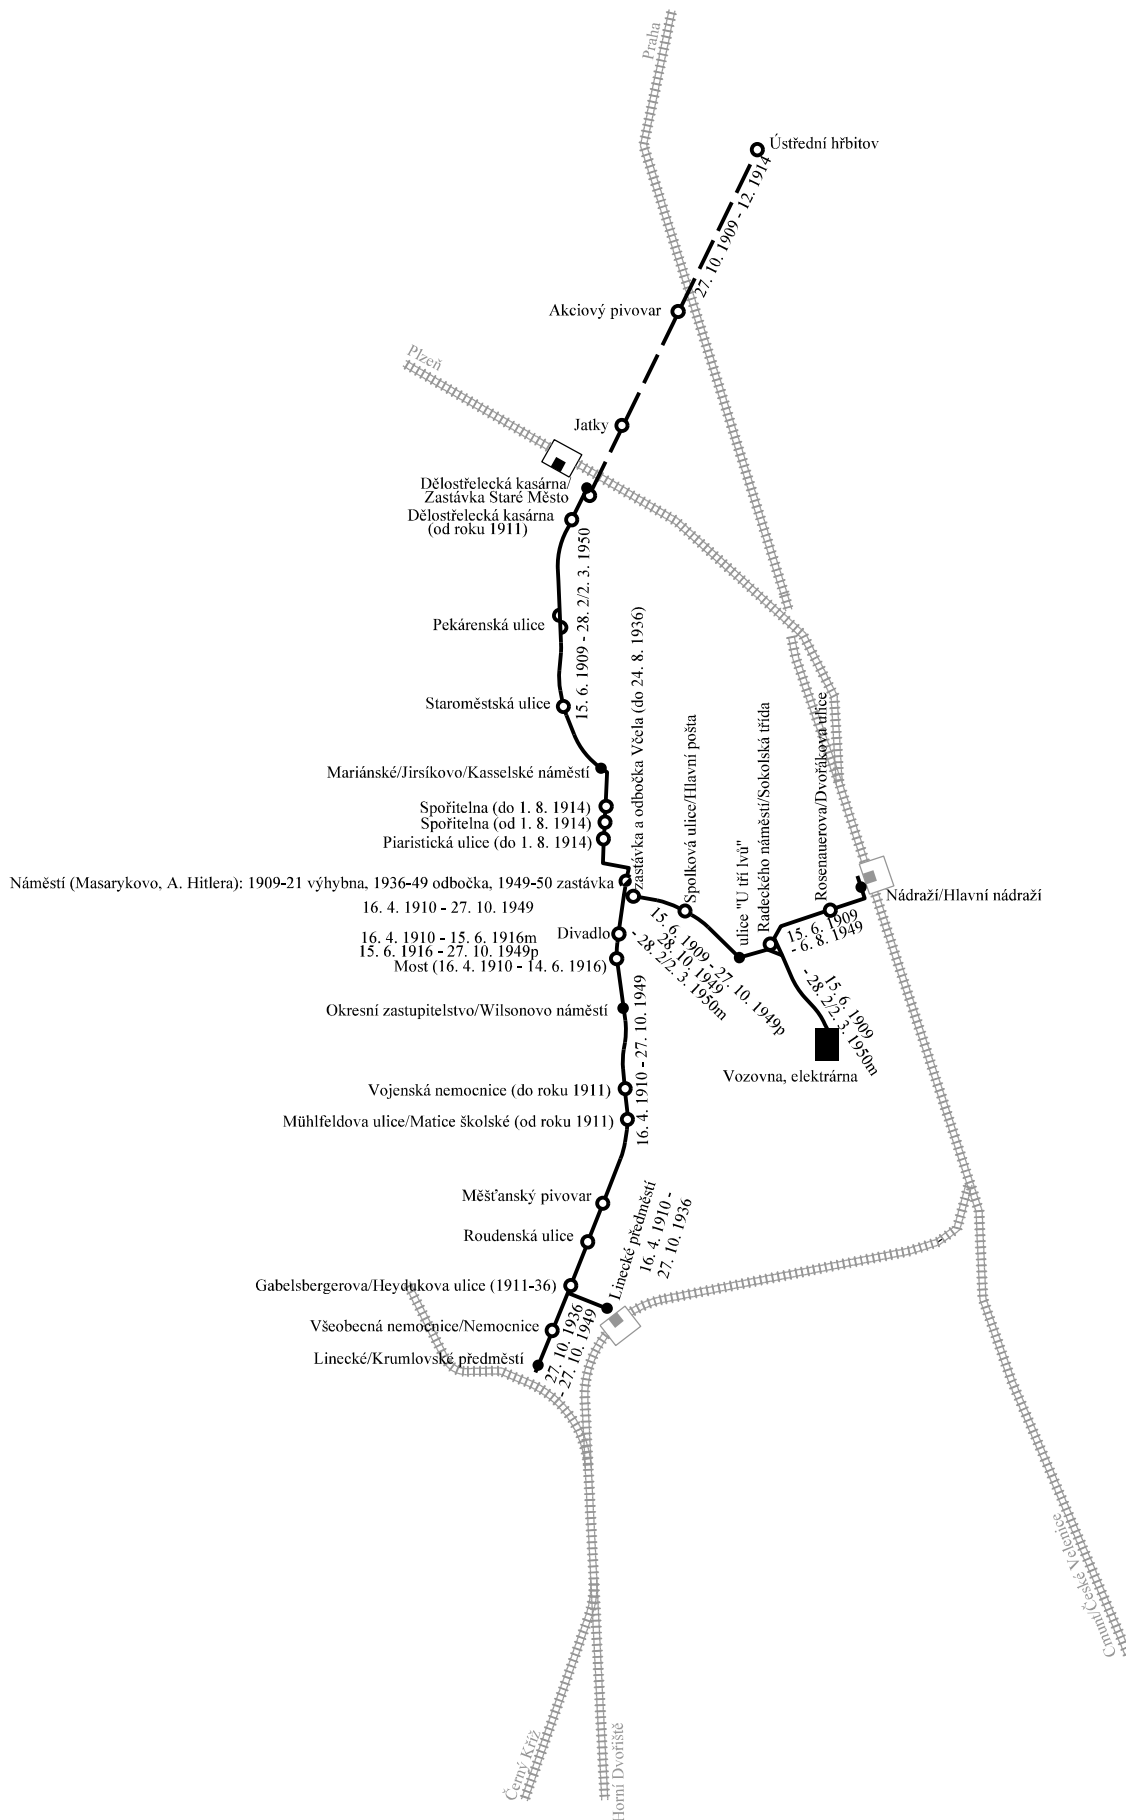 Praha
Ústřední hřbitov
27. 10. 1909 - 12. 1914
Akciový pivovar
Plzeň
Jatky
Dělostřelecká kasárna/
Zastávka Staré Město
Dělostřelecká kasárna
(od roku 1911)
15. 6. 1909 - 28. 2/2. 3. 1950
Pekárenská ulice
Staroměstská ulice
Mariánské/Jirsíkovo/Kasselské náměstí
Spořitelna (do 1. 8. 1914)
Spořitelna (od 1. 8. 1914)
Piaristická ulice (do 1. 8. 1914)
zastávka a odbočka Včela (do 24. 8. 1936)
Spolková ulice/Hlavní pošta
ulice "U tří lvů"
Radeckého náměstí/Sokolská třída
Rosenauerova/Dvořákova ulice
Nádraží/Hlavní nádraží
Náměstí (Masarykovo, A. Hitlera): 1909-21 výhybna, 1936-49 odbočka, 1949-50 zastávka
16. 4. 1910 - 27. 10. 1949
Divadlo
16. 4. 1910 - 15. 6. 1916m
15. 6. 1916 - 27. 10. 1949p
Most (16. 4. 1910 - 14. 6. 1916)
15. 6. 1909 - 27. 10. 1949p
28. 10. 1949
- 28. 2/2. 3. 1950m
15. 6. 1909
- 6. 8. 1949
15. 6. 1909
- 28. 2/2. 3. 1950m
Okresní zastupitelstvo/Wilsonovo náměstí
16. 4. 1910 - 27. 10. 1949
Vozovna, elektrárna
Vojenská nemocnice (do roku 1911)
Mühlfeldova ulice/Matice školské (od roku 1911)
Měšťanský pivovar
Roudenská ulice
Linecké předměstí
16. 4. 1910 -
27. 10. 1936
Gabelsbergerova/Heydukova ulice (1911-36)
Všeobecná nemocnice/Nemocnice
Linecké/Krumlovské předměstí
27. 10. 1936
- 27. 10. 1949
Cmunt/České Velenice
Černý Kříž
Horní Dvořiště